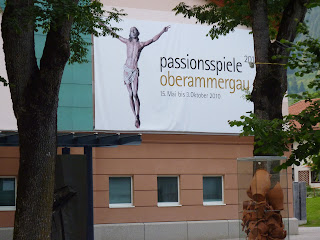 passionsspiele 20
oberammergau
15. Mai bis 3. Oktober 2010